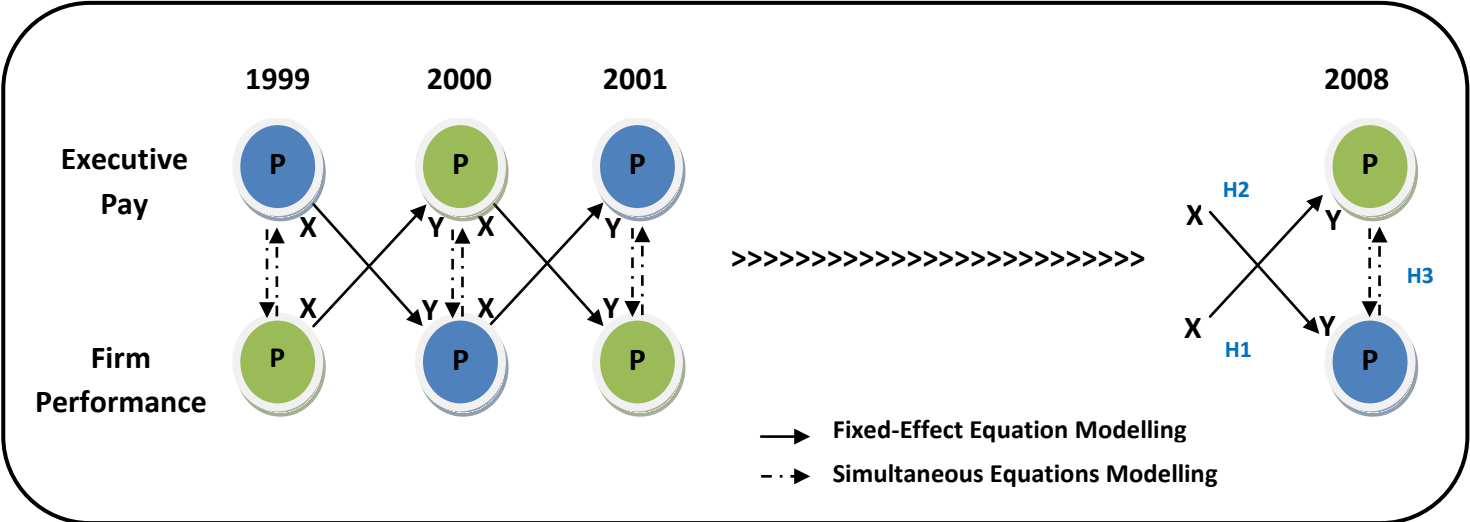 1999 2000 2001 2008
Executive
Pay
P P P P
H2
X Y X Y X Y
>>>>>>>>>>>>>>>>>>>>>>>>>>
H3
X Y X Y X Y
H1
Firm
Performance
P P P P
Fixed-Effect Equation Modelling
Simultaneous Equations Modelling